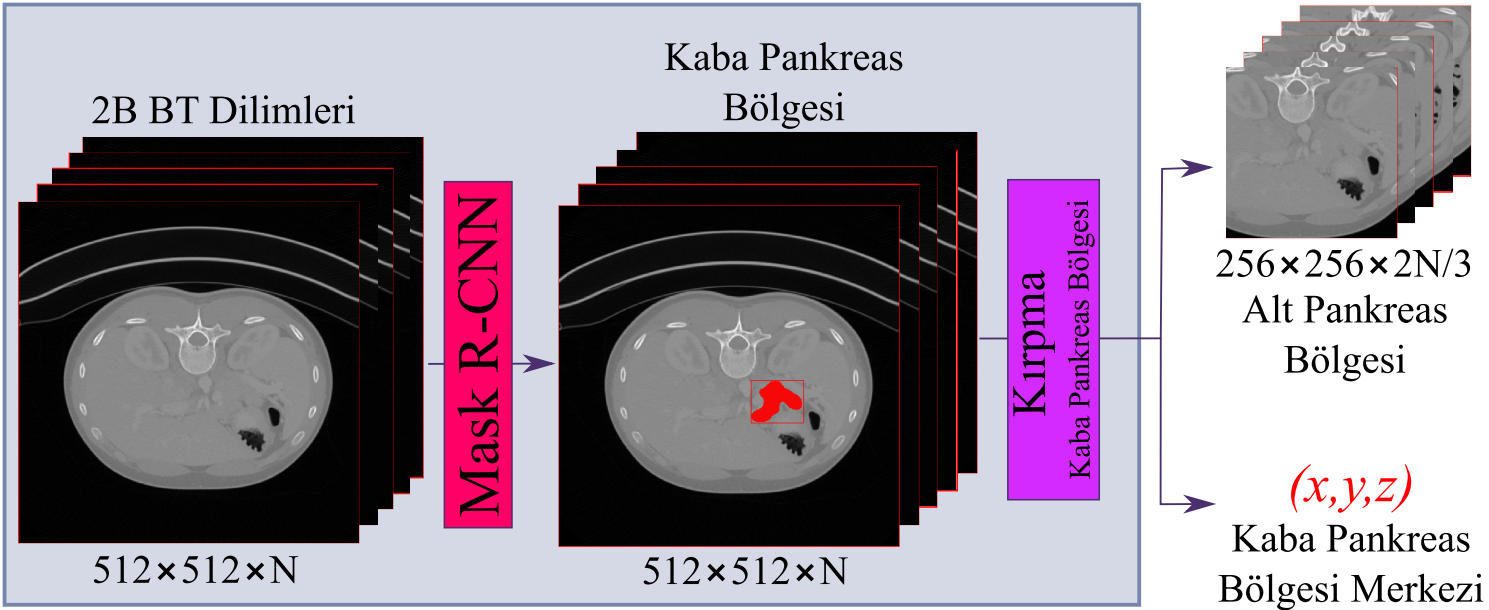 2B BT Dilimleri
512×512×N
Mask R-CNN
Kaba Pankreas
Bölgesi
512×512×N
Kırpma
Kaba Pankreas Bölgesi
256×256×2N/3
Alt Pankreas
Bölgesi
(x,y,z)
Kaba Pankreas
Bölgesi Merkezi